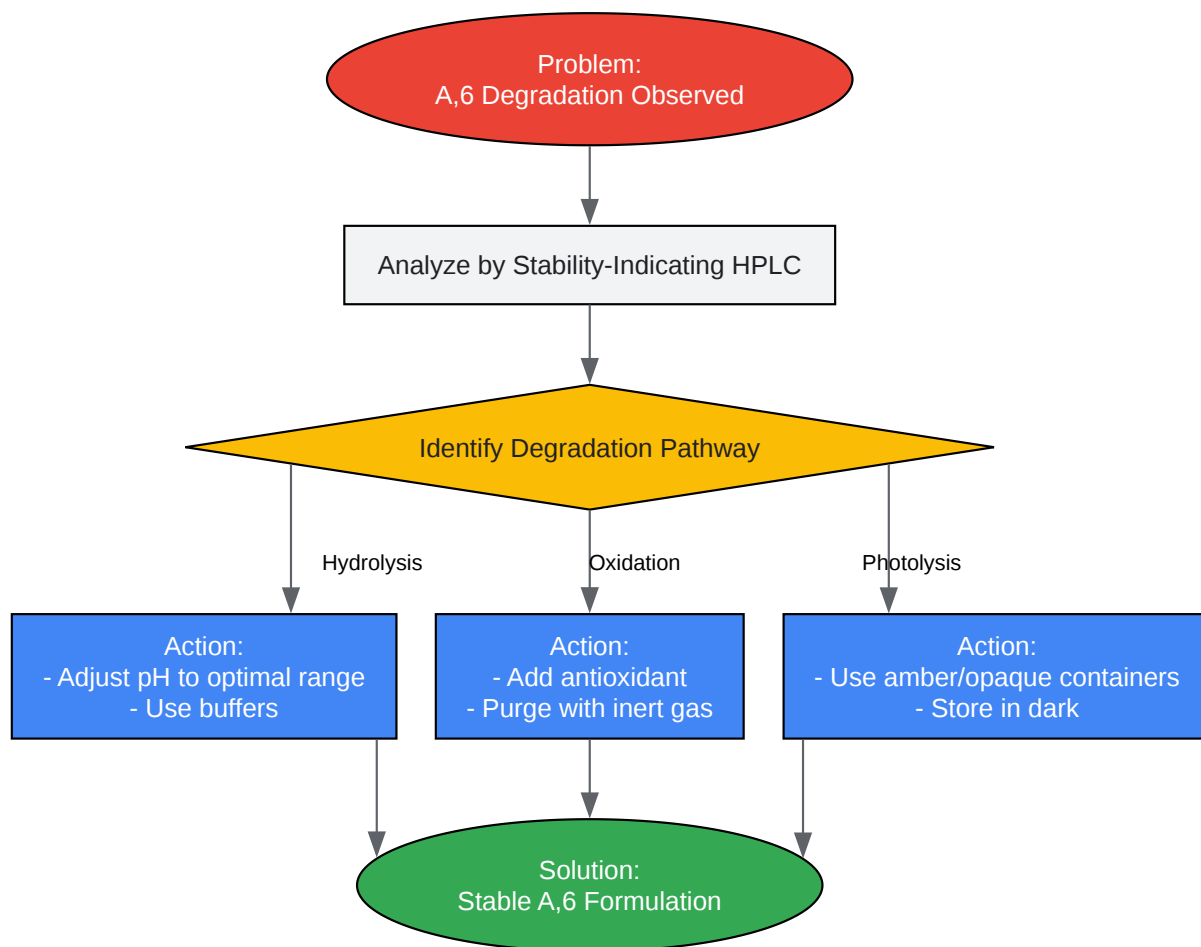 Problem:
A,6 Degradation Observed
Analyze by Stability-Indicating HPLC
Identify Degradation Pathway
Hydrolysis
Oxidation
Photolysis
Action:
- Adjust pH to optimal range
- Use buffers
Action:
- Add antioxidant
- Purge with inert gas
Action:
- Use amber/opaque containers
- Store in dark
Solution:
Stable A,6 Formulation